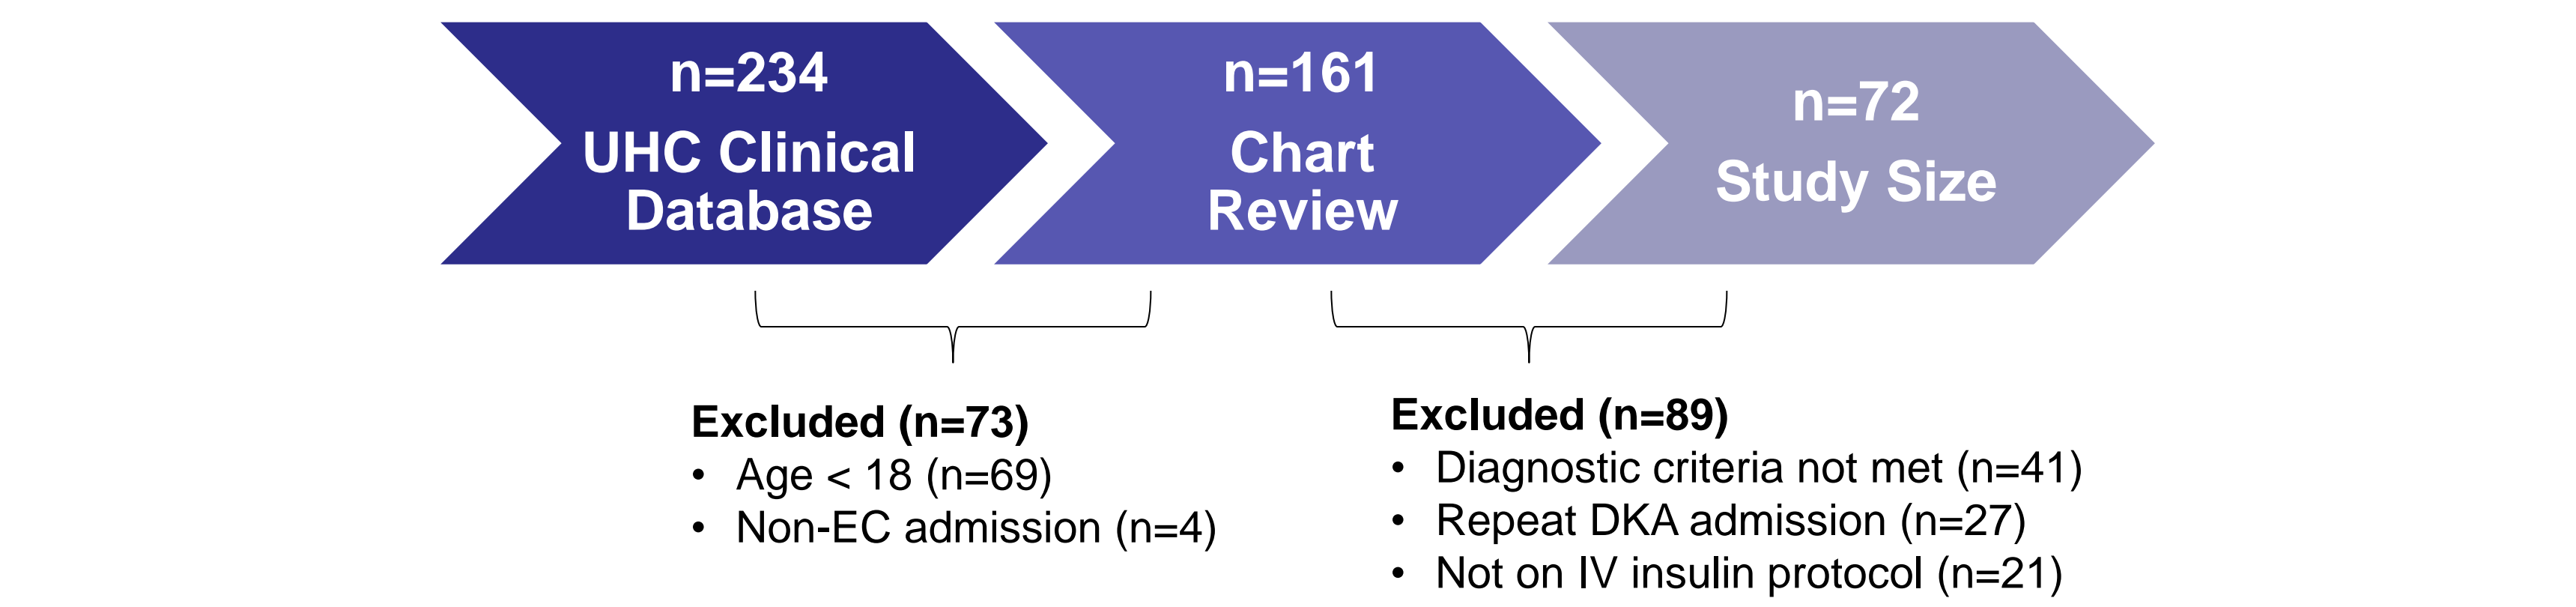 n=234
UHC Clinical
Database
n=161
Chart
Review
n=72
Study Size
Excluded (n=73)
• Age < 18 (n=69)
• Non-EC admission (n=4)
Excluded (n=89)
• Diagnostic criteria not met (n=41)
• Repeat DKA admission (n=27)
• Not on IV insulin protocol (n=21)